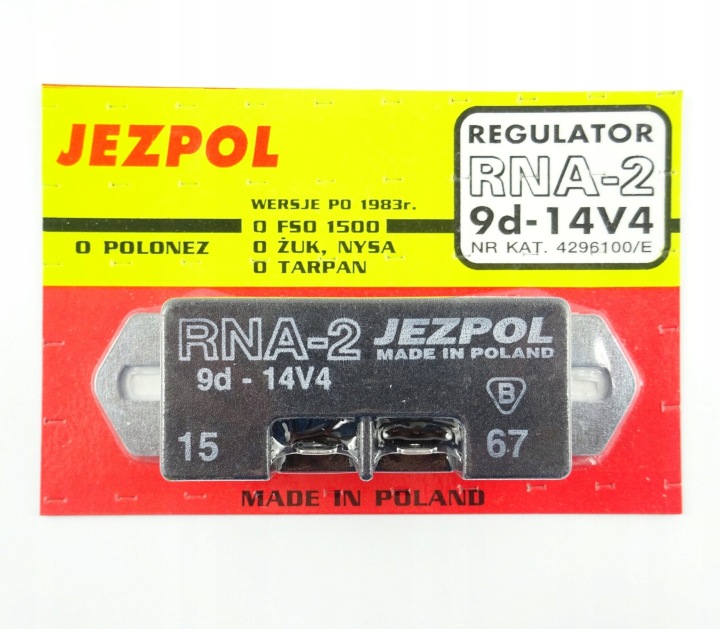 JEZPOL
REGULATOR
RNA-2
9d-14V4
NR KAT. 4296100/E
WERSJE PO 1983r.
O POLONEZ
O FSO 1500
O ŻUK, NYSA
O TARPAN
RNA-2
9d - 14V4
JEZPOL
MADE IN POLAND
B
15
67
MADE IN POLAND